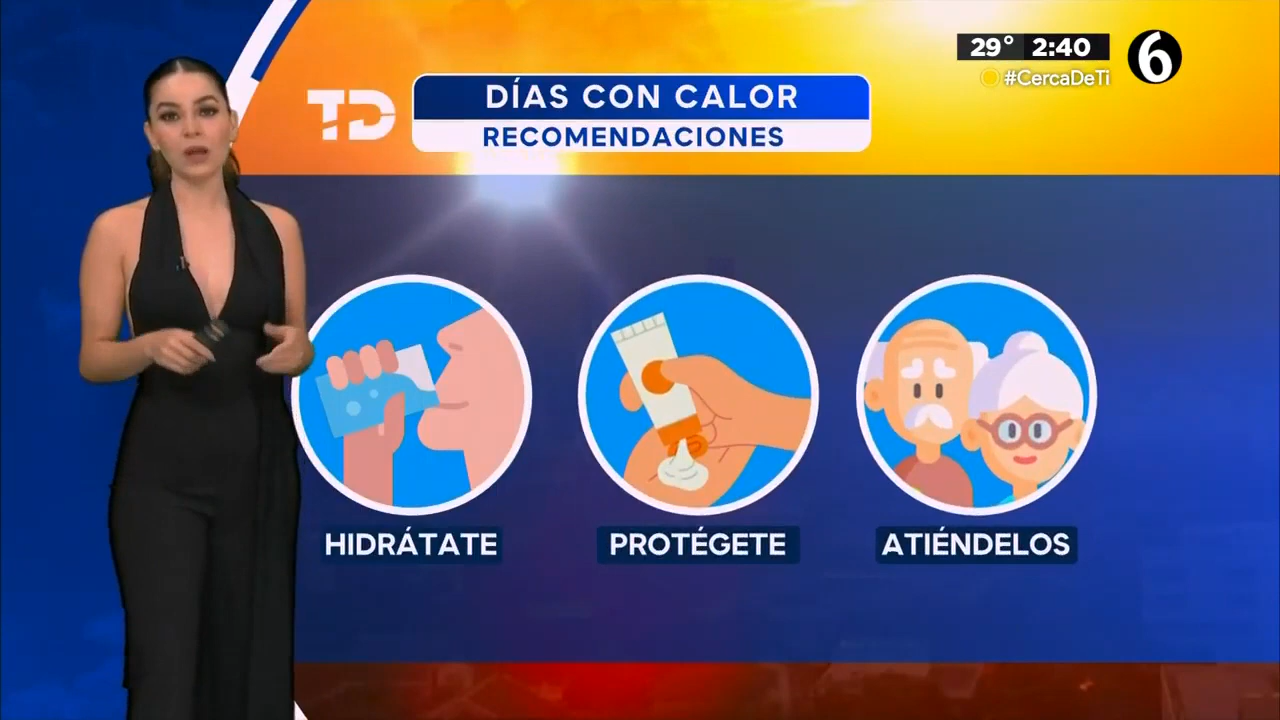 TD
DÍAS CON CALOR
RECOMENDACIONES
29° 2:40
#CercaDeTi
6
HIDRÁTATE
PROTÉGETE
ATIÉNDELOS